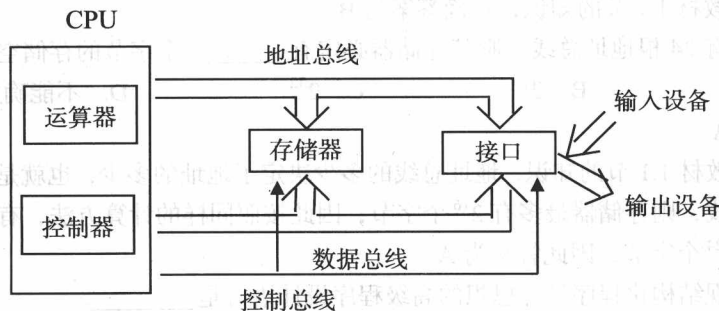 CPU
地址总线
运算器
存储器
接口
输入设备
输出设备
控制器
数据总线
控制总线